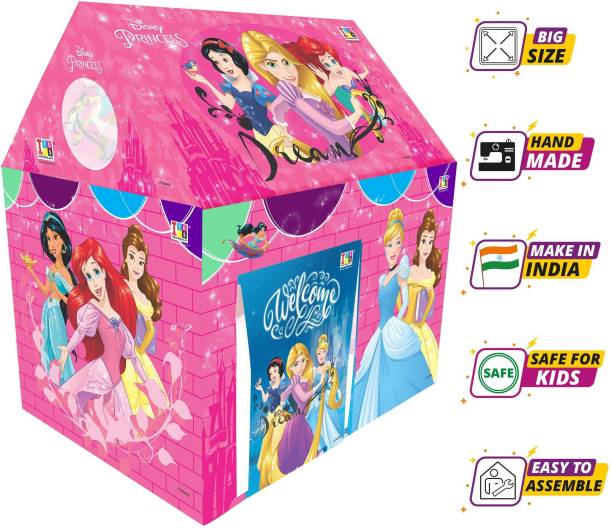 Disney
PRINCESS
Disney
PRINCESS
Dream
Welcome
Dream
BIG
SIZE
HAND
MADE
MAKE IN
INDIA
SAFE
SAFE FOR
KIDS
EASY TO
ASSEMBLE